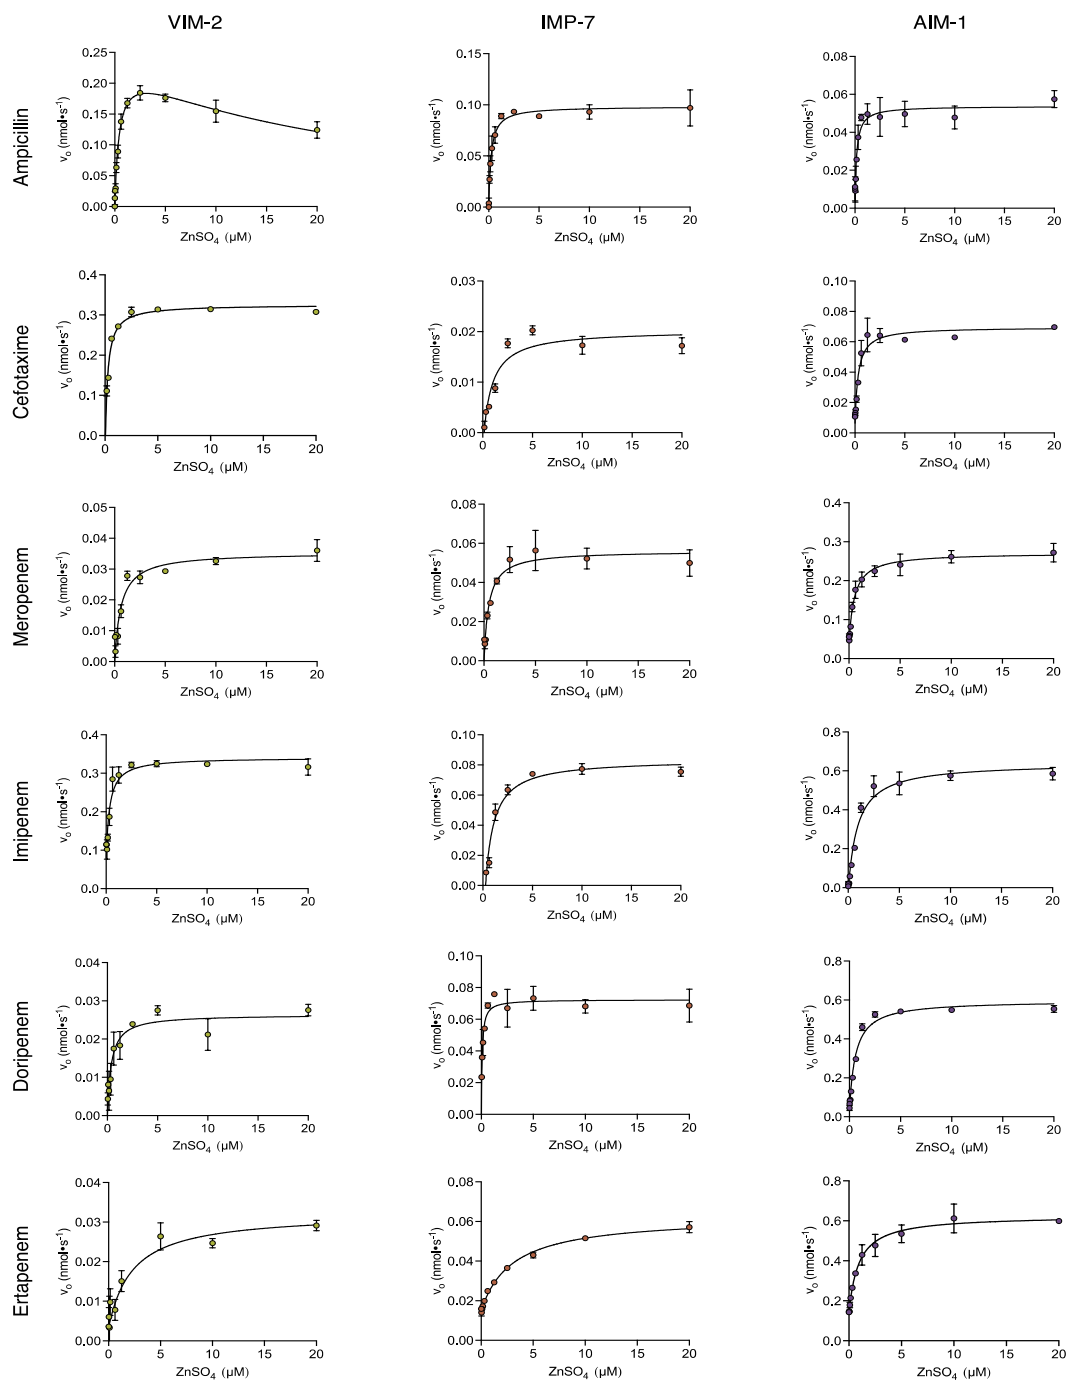 VIM-2 IMP-7 AIM-1
Ampicillin
v₀ (nmol•s⁻¹)
0.25
0.20
0.15
0.10
0.05
0.00
0 5 10 15 20
ZnSO₄ (µM)
v₀ (nmol•s⁻¹)
0.15
0.10
0.05
0.00
0 5 10 15 20
ZnSO₄ (µM)
v₀ (nmol•s⁻¹)
0.08
0.06
0.04
0.02
0.00
0 5 10 15 20
ZnSO₄ (µM)
Cefotaxime
v₀ (nmol•s⁻¹)
0.4
0.3
0.2
0.1
0.0
0 5 10 15 20
ZnSO₄ (µM)
v₀ (nmol•s⁻¹)
0.03
0.02
0.01
0.00
0 5 10 15 20
ZnSO₄ (µM)
v₀ (nmol•s⁻¹)
0.10
0.08
0.06
0.04
0.02
0.00
0 5 10 15 20
ZnSO₄ (µM)
Meropenem
v₀ (nmol•s⁻¹)
0.05
0.04
0.03
0.02
0.01
0.00
0 5 10 15 20
ZnSO₄ (µM)
v₀ (nmol•s⁻¹)
0.08
0.06
0.04
0.02
0.00
0 5 10 15 20
ZnSO₄ (µM)
v₀ (nmol•s⁻¹)
0.4
0.3
0.2
0.1
0.0
0 5 10 15 20
ZnSO₄ (µM)
Imipenem
v₀ (nmol•s⁻¹)
0.4
0.3
0.2
0.1
0.0
0 5 10 15 20
ZnSO₄ (µM)
v₀ (nmol•s⁻¹)
0.10
0.08
0.06
0.04
0.02
0.00
0 5 10 15 20
ZnSO₄ (µM)
v₀ (nmol•s⁻¹)
0.8
0.6
0.4
0.2
0.0
0 5 10 15 20
ZnSO₄ (µM)
Doripenem
v₀ (nmol•s⁻¹)
0.04
0.03
0.02
0.01
0.00
0 5 10 15 20
ZnSO₄ (µM)
v₀ (nmol•s⁻¹)
0.10
0.08
0.06
0.04
0.02
0.00
0 5 10 15 20
ZnSO₄ (µM)
v₀ (nmol•s⁻¹)
0.8
0.6
0.4
0.2
0.0
0 5 10 15 20
ZnSO₄ (µM)
Ertapenem
v₀ (nmol•s⁻¹)
0.04
0.03
0.02
0.01
0.00
0 5 10 15 20
ZnSO₄ (µM)
v₀ (nmol•s⁻¹)
0.08
0.06
0.04
0.02
0.00
0 5 10 15 20
ZnSO₄ (µM)
v₀ (nmol•s⁻¹)
0.8
0.6
0.4
0.2
0.0
0 5 10 15 20
ZnSO₄ (µM)